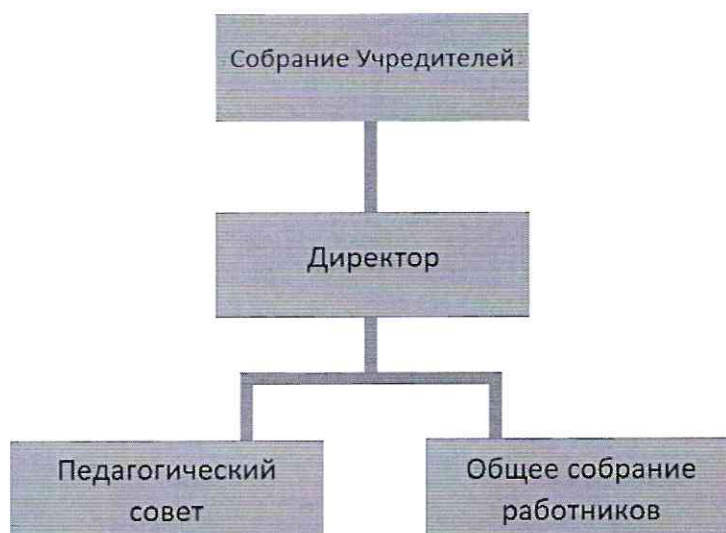 Собрание Учредителей
Директор
Педагогический
совет
Общее собрание
работников